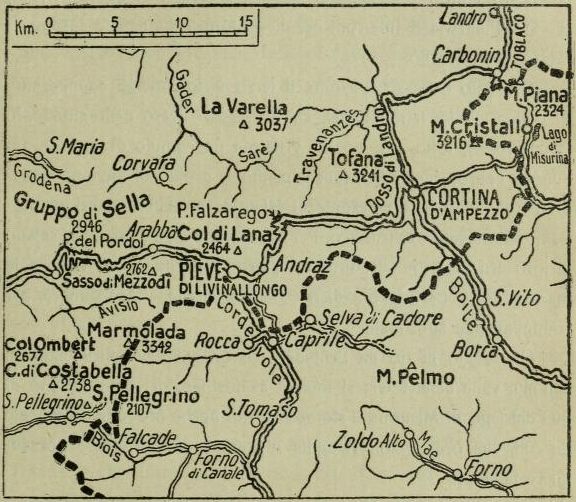 Km. 0 5 10 15
Landro
TOBLACO
Carbonin
Gader
La Varella
3037
Travenanzes
Dosso di Landro
M. Piana
2324
M. Cristall
3216
Lago
di
Misurina
S. Maria
Gardena
Corvara
Sarè
Tofana
3241
CORTINA
D'AMPEZZO
Gruppo di Sella
2946
P. del Pordoi
Arabba
P. Falzarego
Col di Lana
2464
2762
PIEVE
DI LIVINALLONGO
Andraz
Sasso di Mezzodi
Avisio
Cordevole
Selva di Cadore
Boite
S. Vito
Marmolada
3342
Rocca
Caprile
Borca
Col Ombert
2677
C. di Costabella
2738
S. Pellegrino
2107
M. Pelmo
S. Pellegrino
S. Tomaso
Biois
Falcade
Forno
di Canale
Zoldo Alto
Mae
Forno